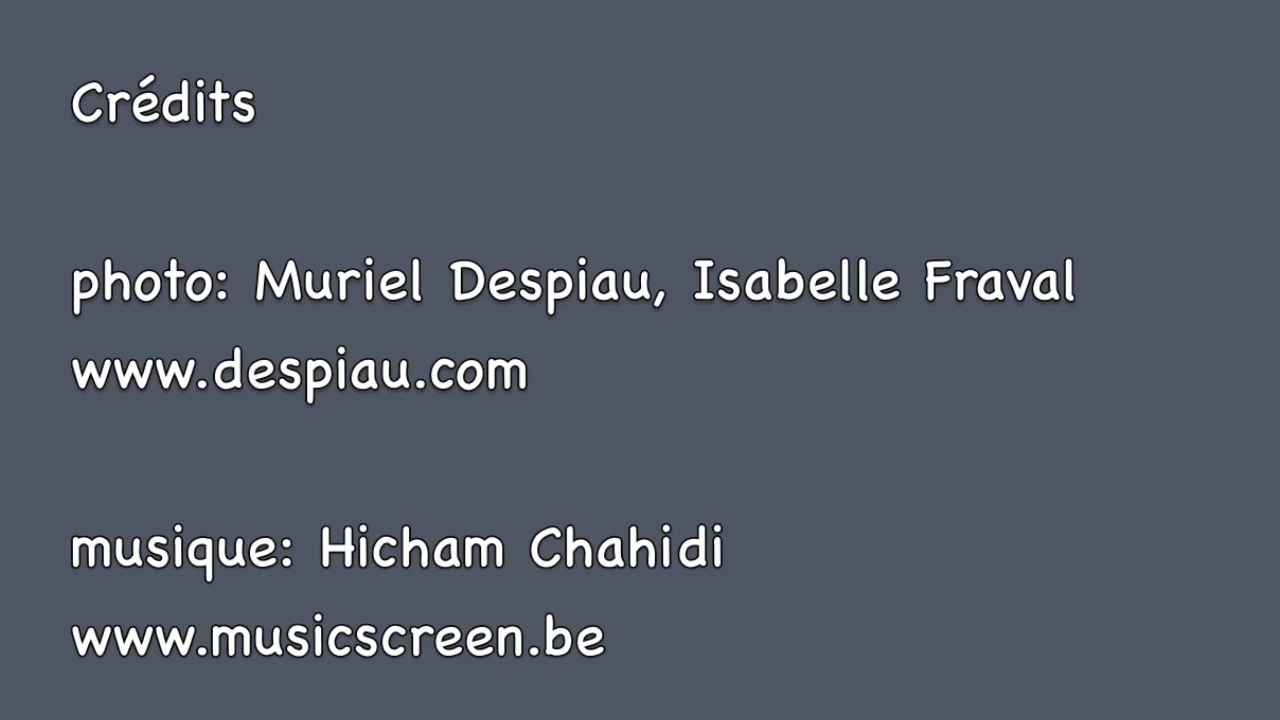 Crédits
photo: Muriel Despiau, Isabelle Fraval
www.despiau.com
musique: Hicham Chahidi
www.musicscreen.be